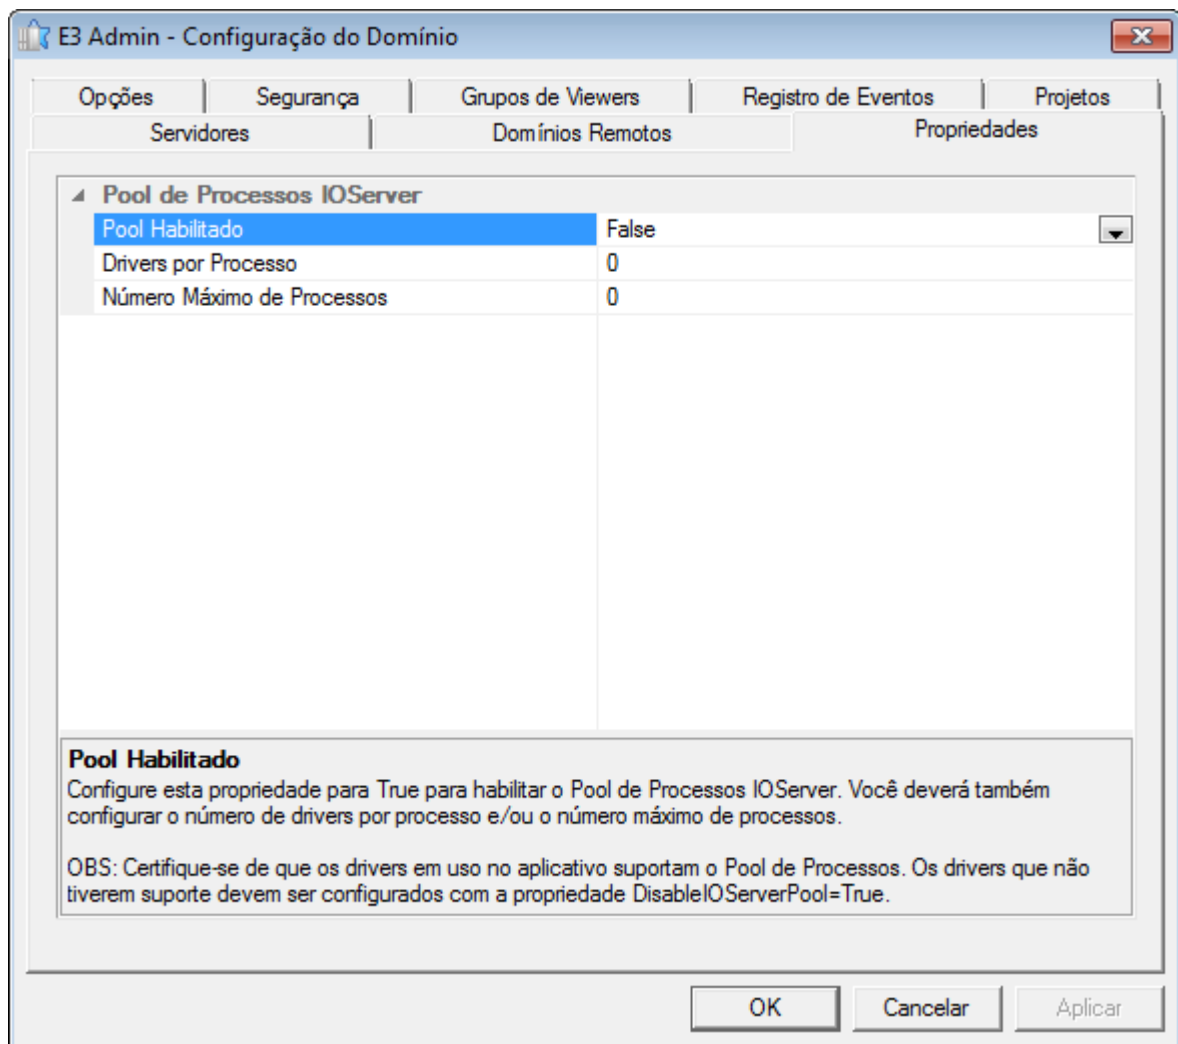 E3 Admin - Configuração do Domínio
Opções Segurança Grupos de Viewers Registro de Eventos Projetos
Servidores Domínios Remotos Propriedades
Pool de Processos IOServer
Pool Habilitado False
Drivers por Processo 0
Número Máximo de Processos 0
Pool Habilitado
Configure esta propriedade para True para habilitar o Pool de Processos IOServer. Você deverá também
configurar o número de drivers por processo e/ou o número máximo de processos.
OBS: Certifique-se de que os drivers em uso no aplicativo suportam o Pool de Processos. Os drivers que não
tiverem suporte devem ser configurados com a propriedade DisableIOServerPool=True.
OK Cancelar Aplicar